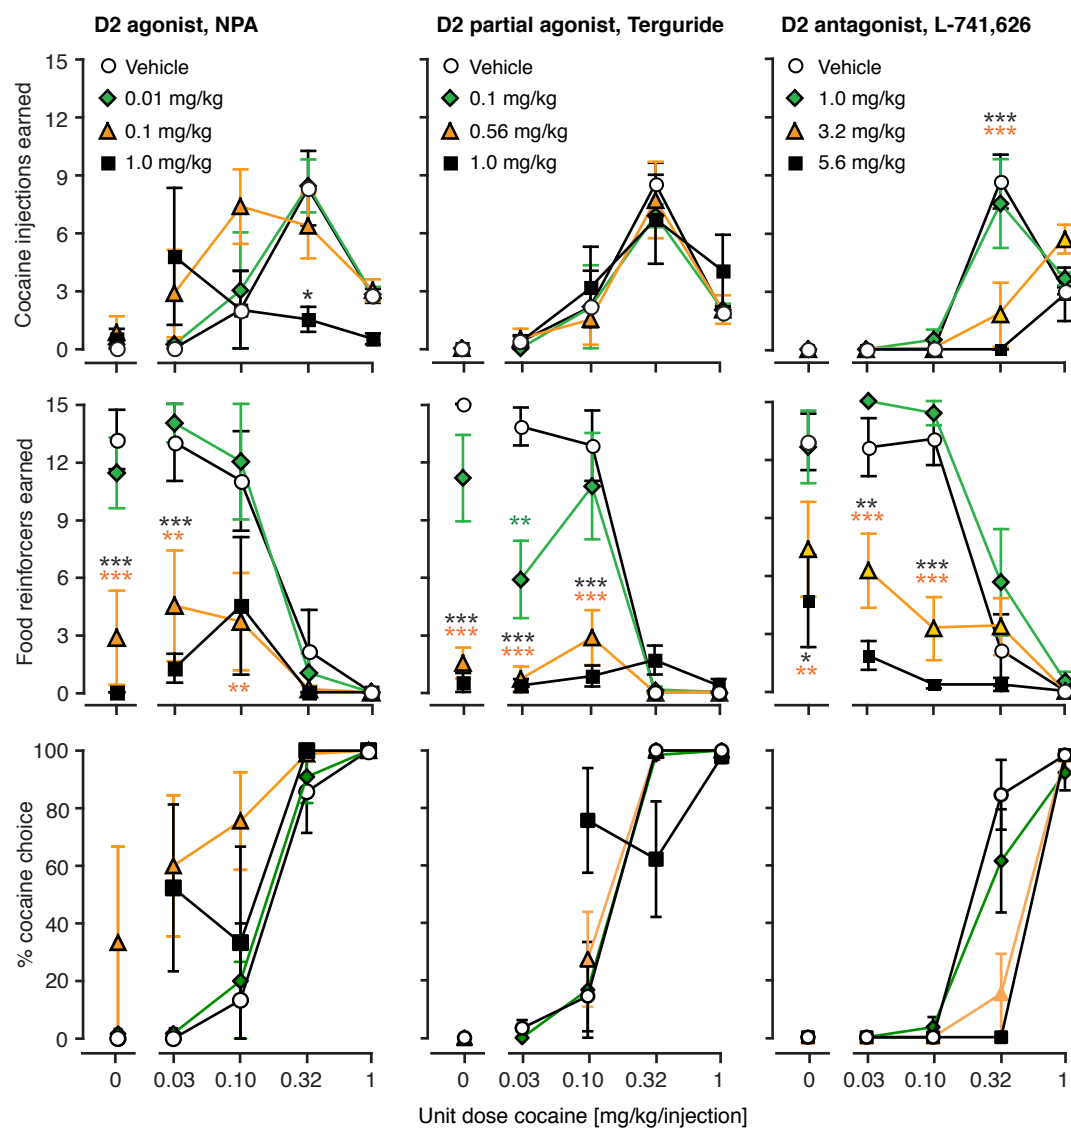 D2 agonist, NPA
D2 partial agonist, Terguride
D2 antagonist, L-741,626
Cocaine injections earned
15
12
9
6
3
0
Vehicle
0.01 mg/kg
0.1 mg/kg
1.0 mg/kg
*
Vehicle
0.1 mg/kg
0.56 mg/kg
1.0 mg/kg
Vehicle
1.0 mg/kg
3.2 mg/kg
5.6 mg/kg
***
***
Food reinforcers earned
15
12
9
6
3
0
***
***
***
**
**
***
***
**
***
***
***
***
*
**
**
***
***
***
% cocaine choice
100
80
60
40
20
0
0
0.03
0.10
0.32
1
0
0.03
0.10
0.32
1
0
0.03
0.10
0.32
1
Unit dose cocaine [mg/kg/injection]